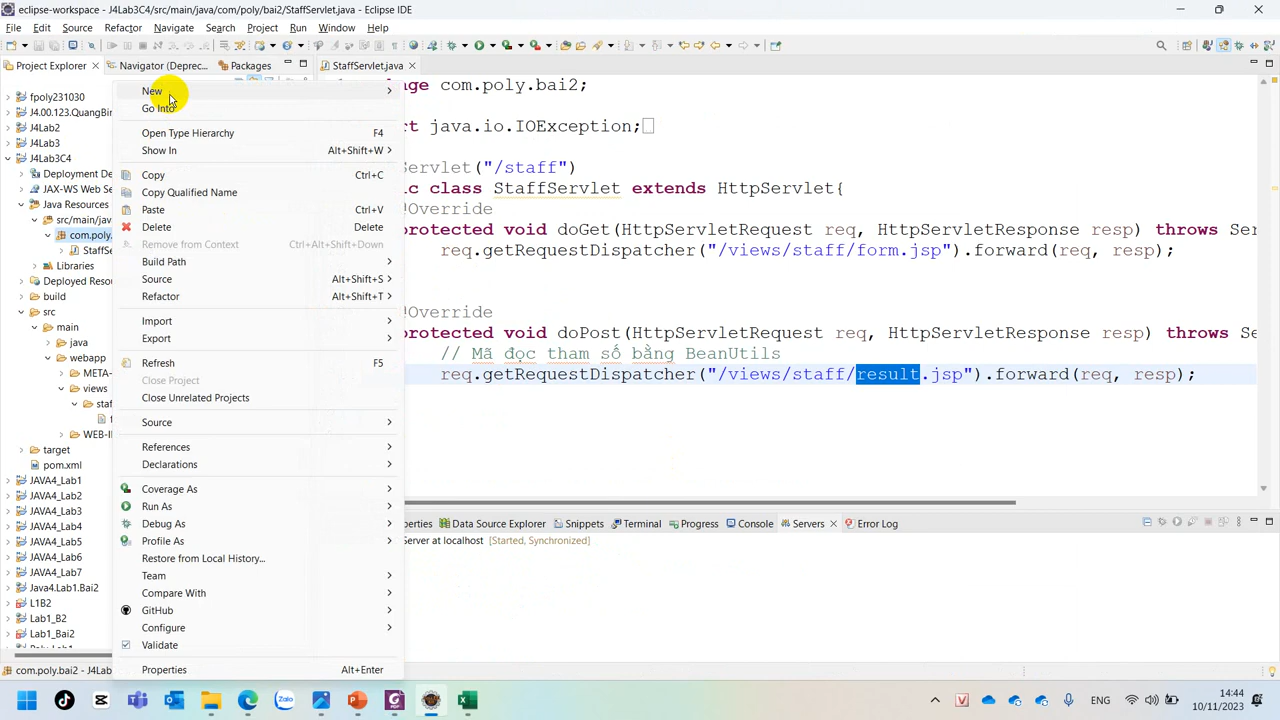 eclipse-workspace - J4Lab3C4/src/main/java/com/poly/bai2/StaffServlet.java - Eclipse IDE
File Edit Source Refactor Navigate Search Project Run Window Help
Project Explorer Navigator (Deprec... Packages StaffServlet.java
fpoly231030
J4.00.123.QuangBin
J4Lab2
J4Lab3
J4Lab3C4
Deployment De
JAX-WS Web Se
Java Resources
src/main/jav
com.poly.
StaffSe
Libraries
Deployed Resou
build
src
main
java
webapp
META-
views
staf
f
WEB-IN
target
pom.xml
JAVA4_Lab1
JAVA4_Lab3
JAVA4_Lab4
JAVA4_Lab5
JAVA4_Lab6
JAVA4_Lab7
Java4.Lab1.Bai2
L1B2
Lab1_B2
Lab1_Bai2
New
Go Into
Open Type Hierarchy F4
Show In Alt+Shift+W
Copy Ctrl+C
Copy Qualified Name
Paste Ctrl+V
Delete Delete
Remove from Context Ctrl+Alt+Shift+Down
Build Path
Source Alt+Shift+S
Refactor Alt+Shift+T
Import
Export
Refresh F5
Close Project
Close Unrelated Projects
Source
References
Declarations
Coverage As
Run As
Debug As
Profile As
Restore from Local History...
Team
Compare With
GitHub
Configure
Validate
Properties Alt+Enter
age com.poly.bai2;
rt java.io.IOException;
Servlet("/staff")
ic class StaffServlet extends HttpServlet{
Override
protected void doGet(HttpServletRequest req, HttpServletResponse resp) throws Ser
req.getRequestDispatcher("/views/staff/form.jsp").forward(req, resp);
Override
protected void doPost(HttpServletRequest req, HttpServletResponse resp) throws Se
// Mã đọc tham số bằng BeanUtils
req.getRequestDispatcher("/views/staff/result.jsp").forward(req, resp);
perties Data Source Explorer Snippets Terminal Progress Console Servers Error Log
Server at localhost [Started, Synchronized]
com.poly.bai2 - J4Lab
ENG
14:44
10/11/2023